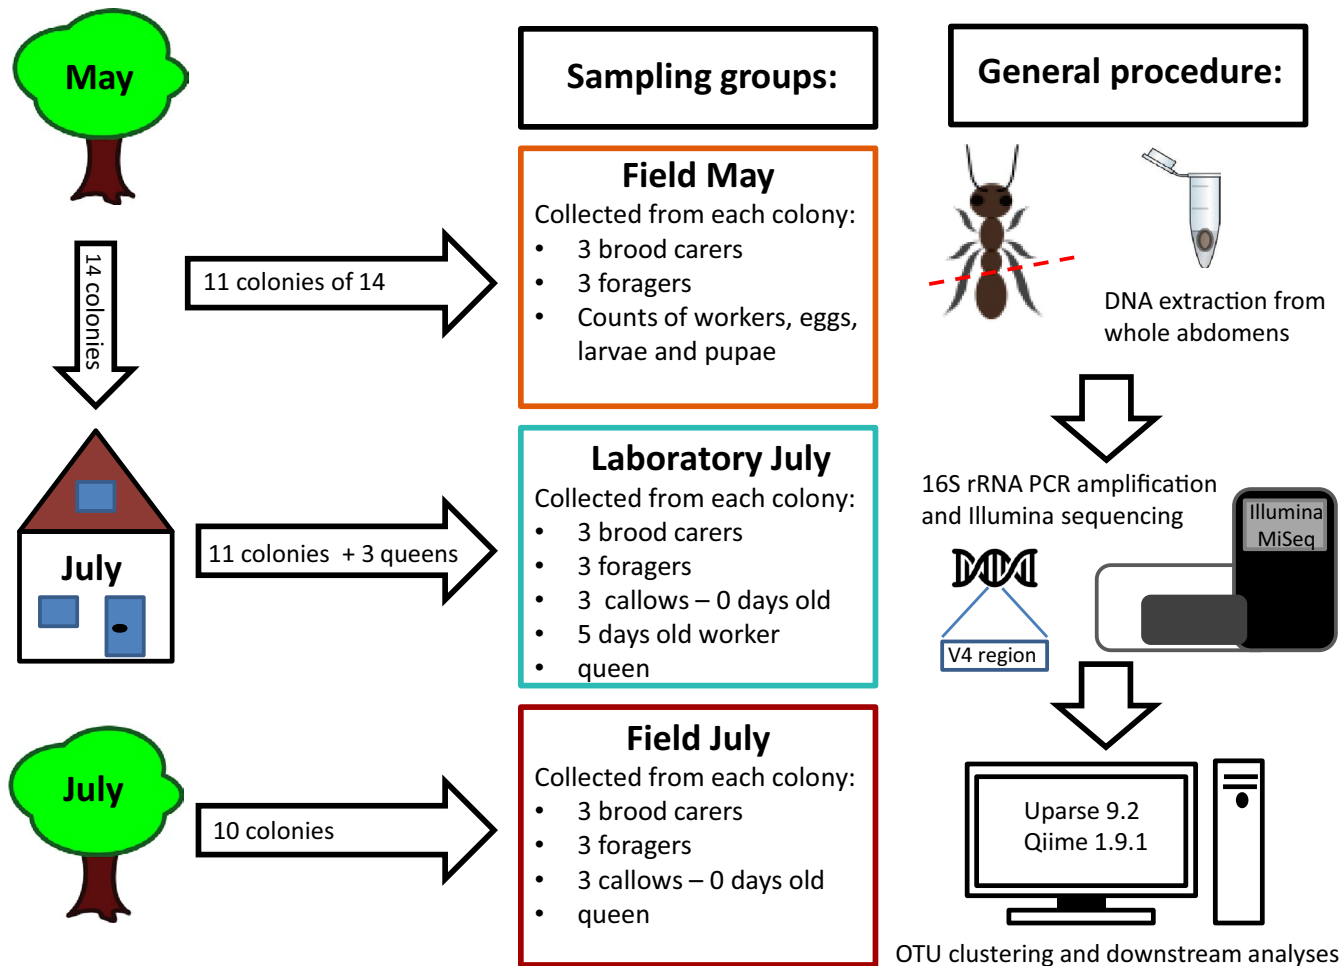 May
14 colonies
11 colonies of 14
July
11 colonies + 3 queens
July
10 colonies
Sampling groups:
Field May
Collected from each colony:
• 3 brood carers
• 3 foragers
• Counts of workers, eggs,
larvae and pupae
Laboratory July
Collected from each colony:
• 3 brood carers
• 3 foragers
• 3 callows – 0 days old
• 5 days old worker
• queen
Field July
Collected from each colony:
• 3 brood carers
• 3 foragers
• 3 callows – 0 days old
• queen
General procedure:
DNA extraction from
whole abdomens
16S rRNA PCR amplification
and Illumina sequencing
Illumina
MiSeq
V4 region
Uparse 9.2
Qiime 1.9.1
OTU clustering and downstream analyses